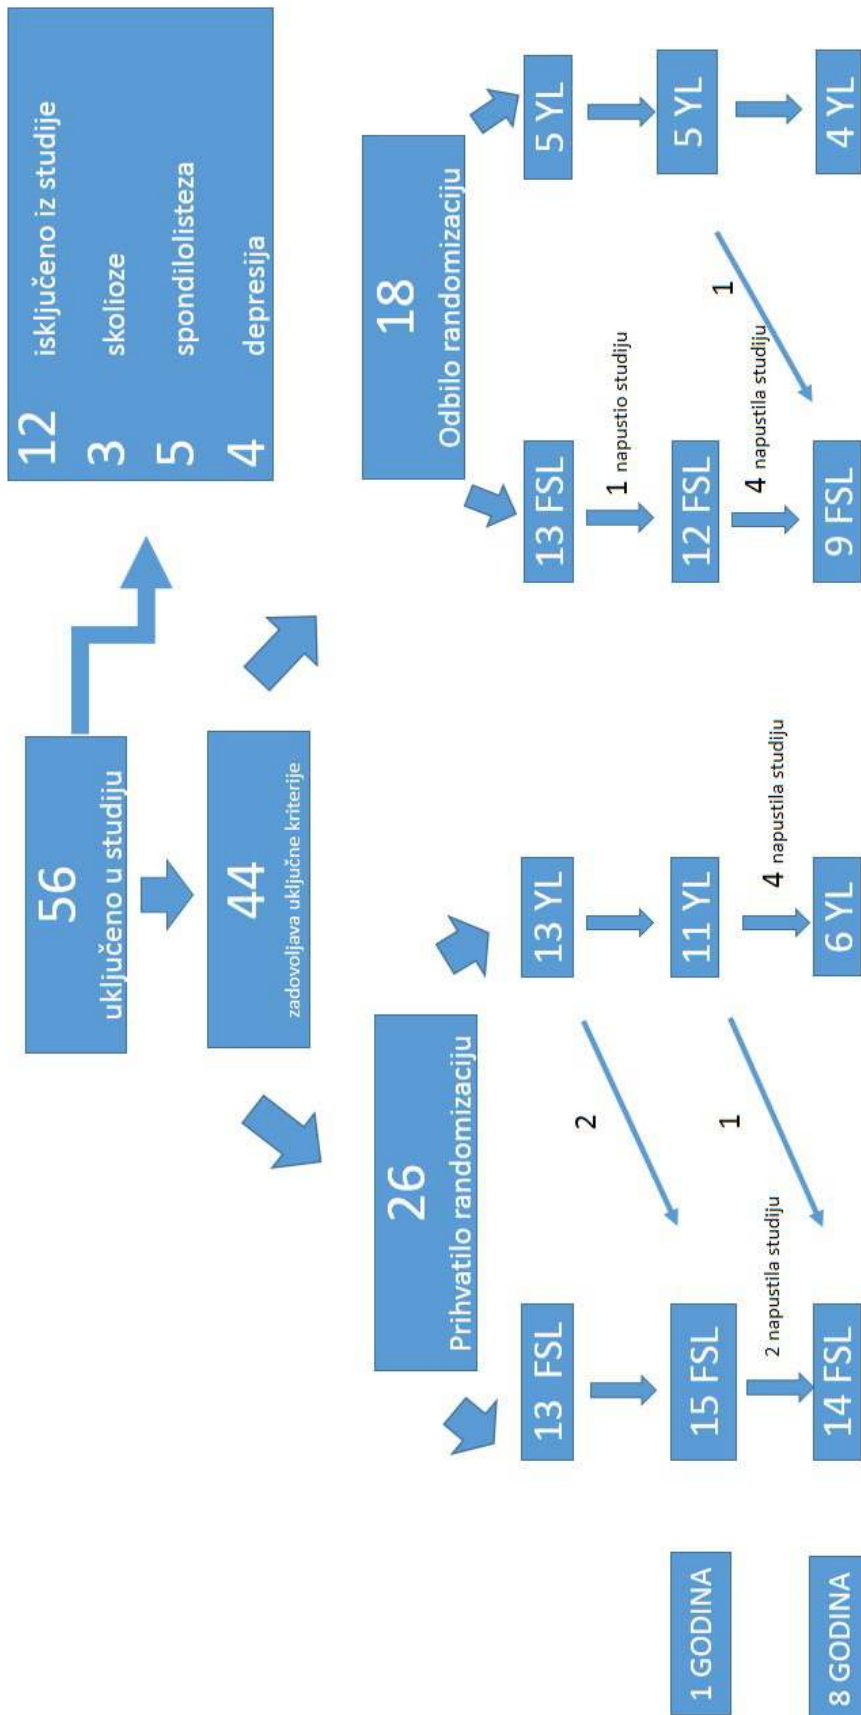 56
uključeno u studiju
12 isključeno iz studije
3 skolioze
5 spondilolisteza
4 depresija
44
zadovoljava uključne kriterije
26
Prihvatilo randomizaciju
18
Odbilo randomizaciju
13 FSL
13 YL
13 FSL
5 YL
2
1 napustio studiju
1 GODINA
15 FSL
11 YL
12 FSL
5 YL
2 napustila studiju
1
4 napustila studiju
4 napustila studiju
1
8 GODINA
14 FSL
6 YL
9 FSL
4 YL